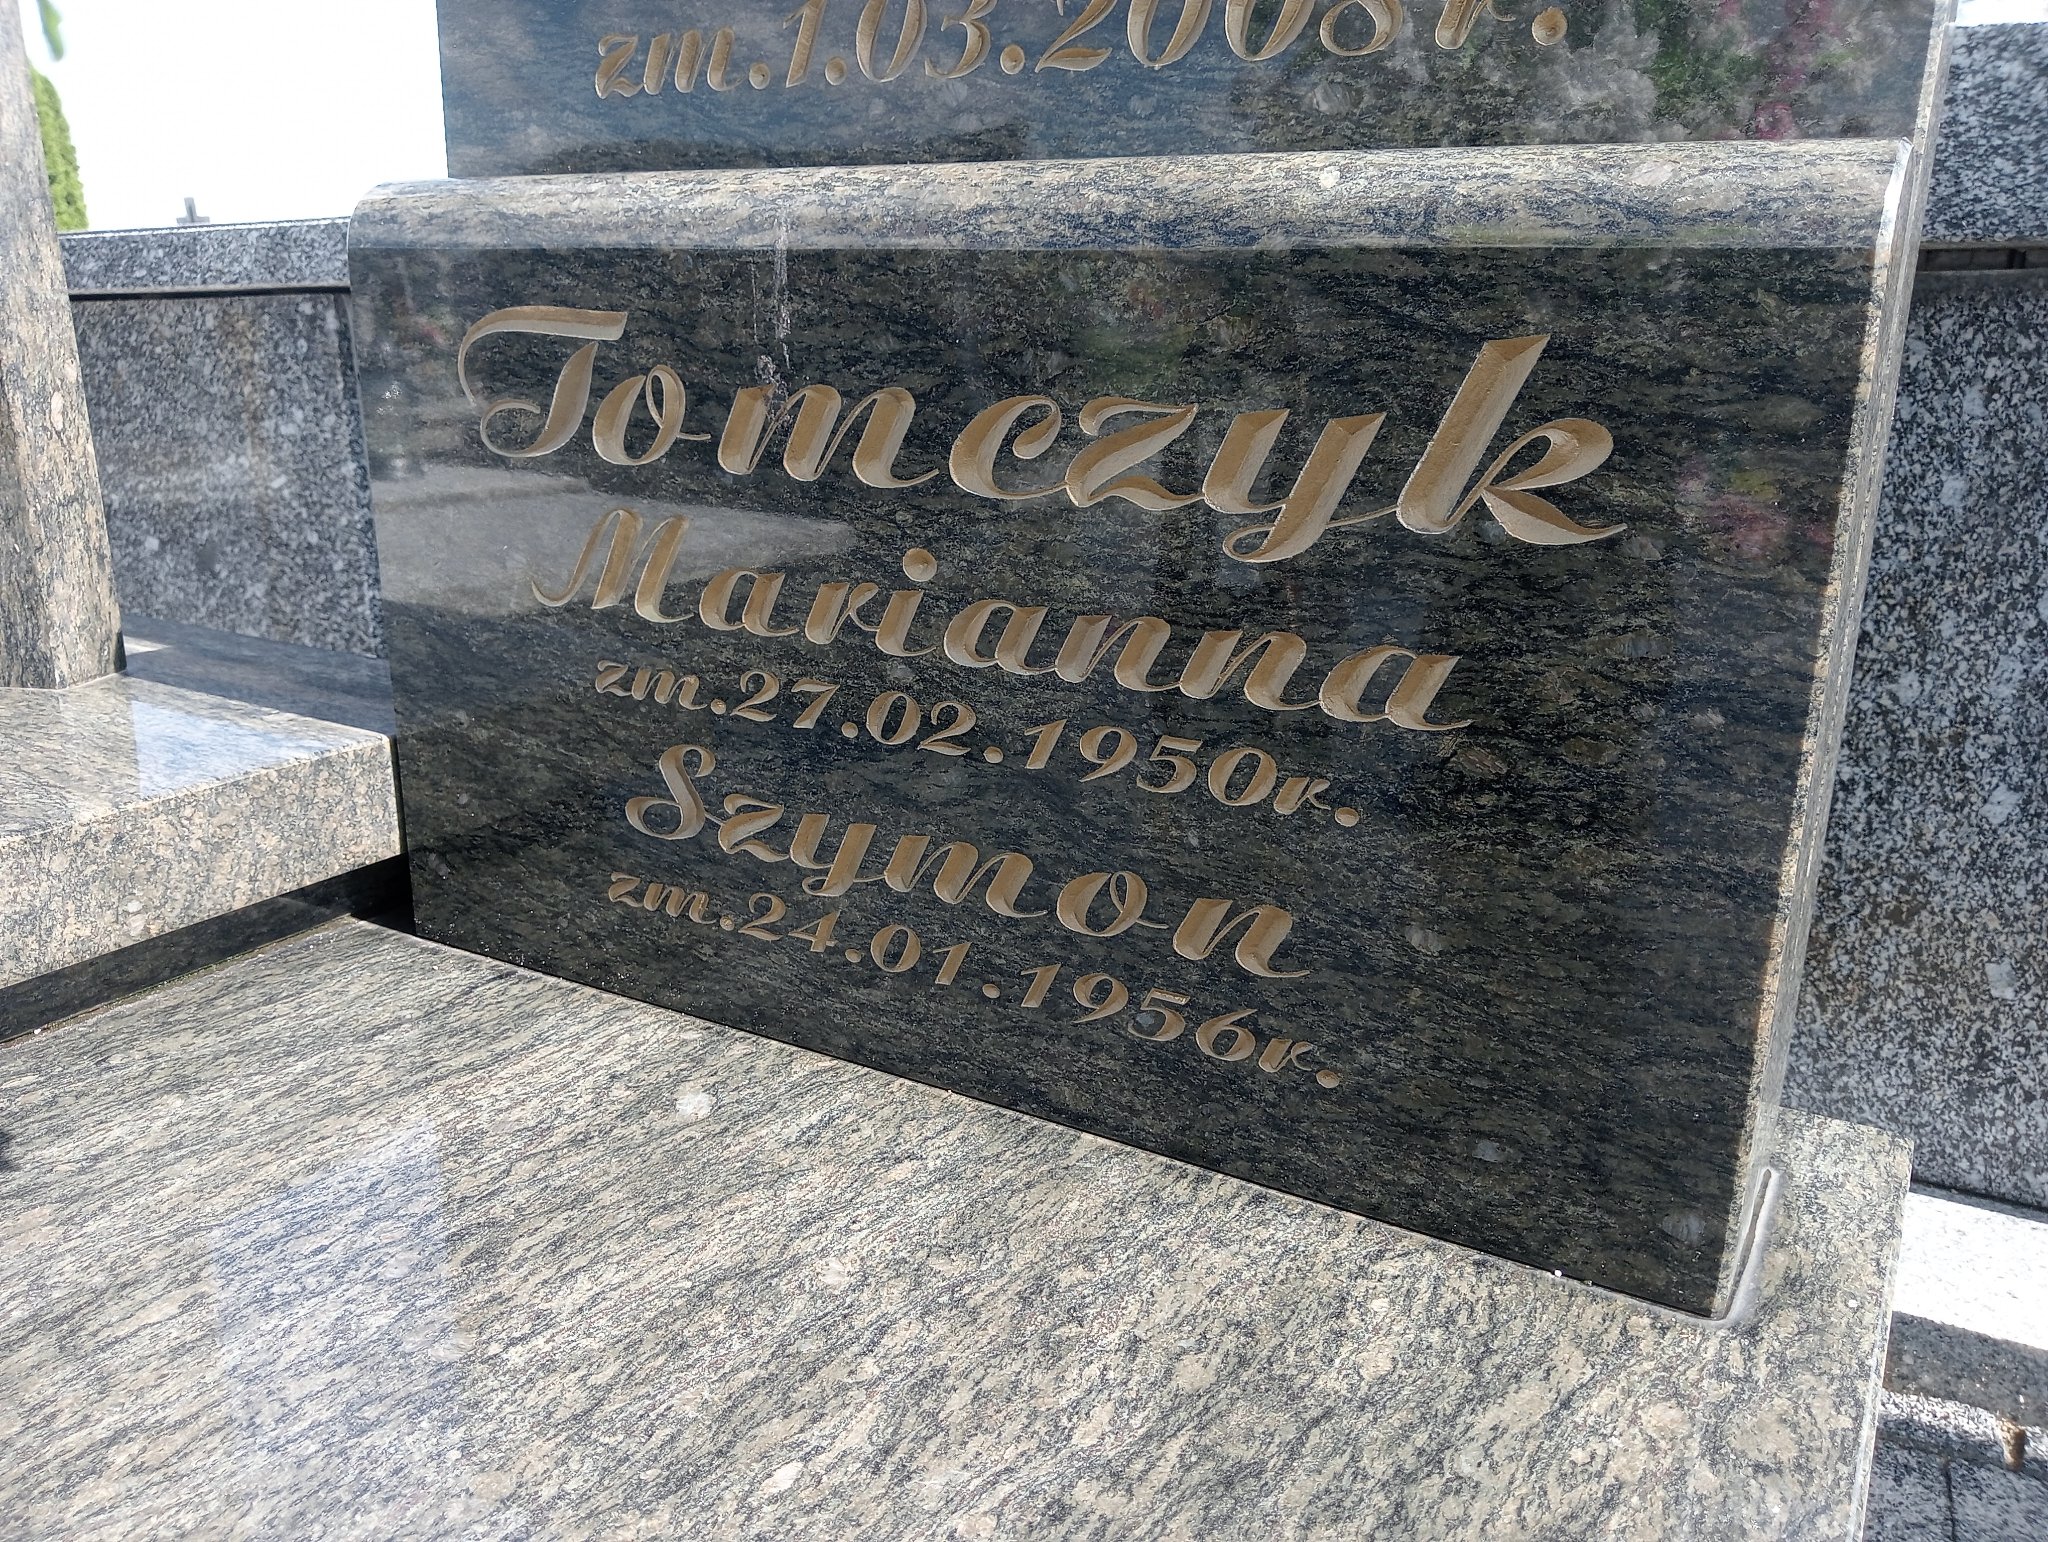 zm.1.03.2008r.
Tomczyk
Marianna
zm.27.02.1950r.
Szymon
zm.24.01.1956r.